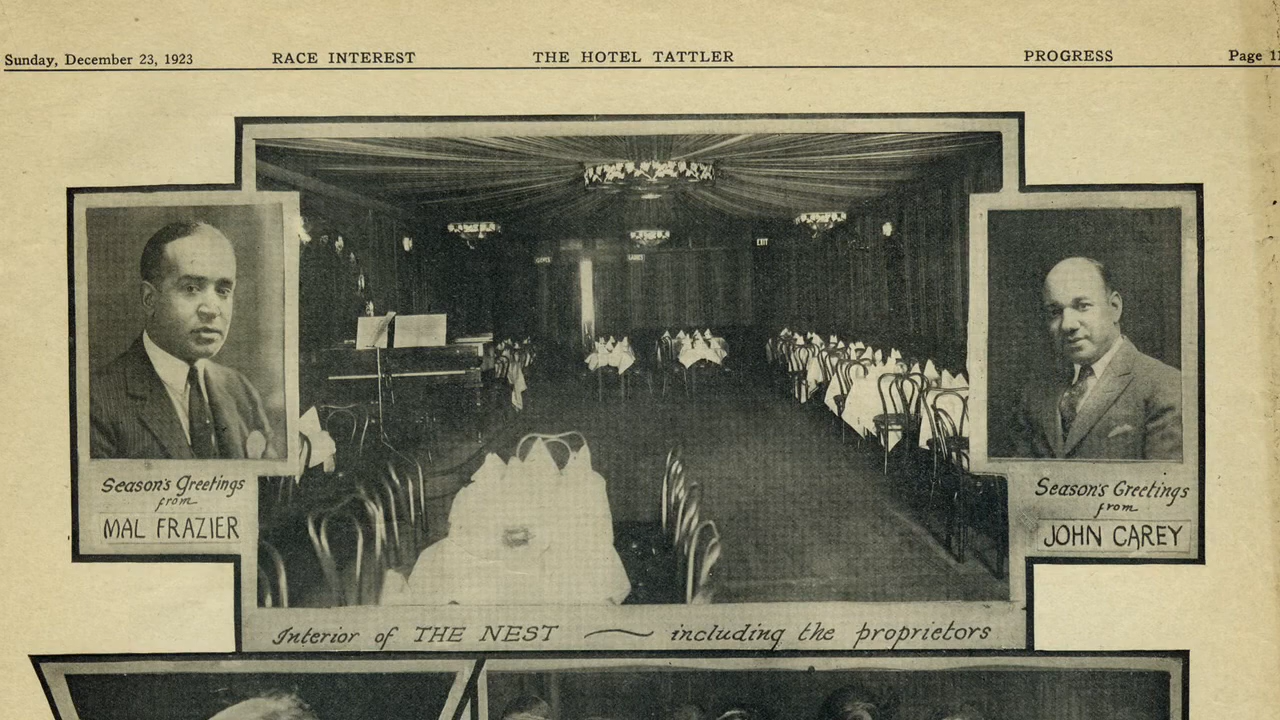 Sunday, December 23, 1923 RACE INTEREST THE HOTEL TATTLER PROGRESS Page
EXIT
LADIES
Season's Greetings
from
MAL FRAZIER
Season's Greetings
from
JOHN CAREY
Interior of THE NEST — including the proprietors